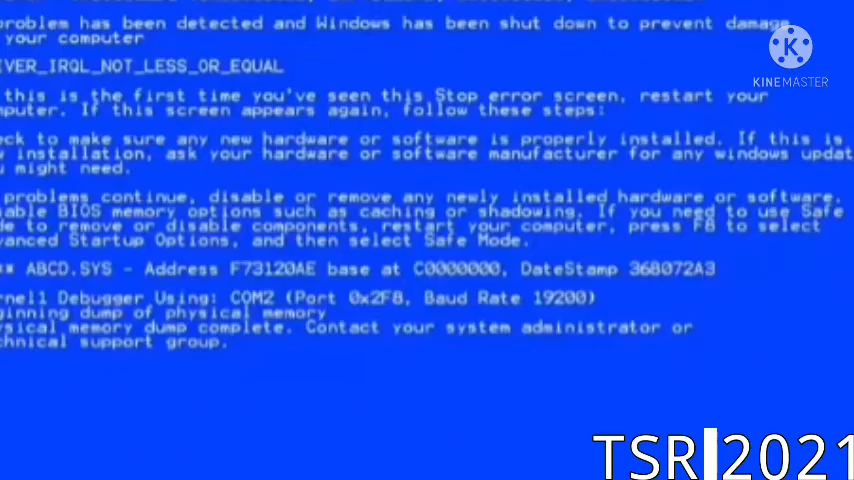 problem has been detected and Windows has been shut down to prevent damage
your computer
IVER_IRQL_NOT_LESS_OR_EQUAL
this is the first time you've seen this Stop error screen, restart your
puter. If this screen appears again, follow these steps:
eck to make sure any new hardware or software is properly installed. If this is
w installation, ask your hardware or software manufacturer for any windows updat
u might need.
problems continue, disable or remove any newly installed hardware or software.
able BIOS memory options such as caching or shadowing. If you need to use Safe
de to remove or disable components, restart your computer, press F8 to select
vanced Startup Options, and then select Safe Mode.
** ABCD.SYS - Address F73120AE base at C0000000, DateStamp 368072A3
rnel1 Debugger Using: COM2 (Port 0x2F8, Baud Rate 19200)
ginning dump of physical memory
ysical memory dump complete. Contact your system administrator or
chnical support group.
K
KINEMASTER
TSR 2021